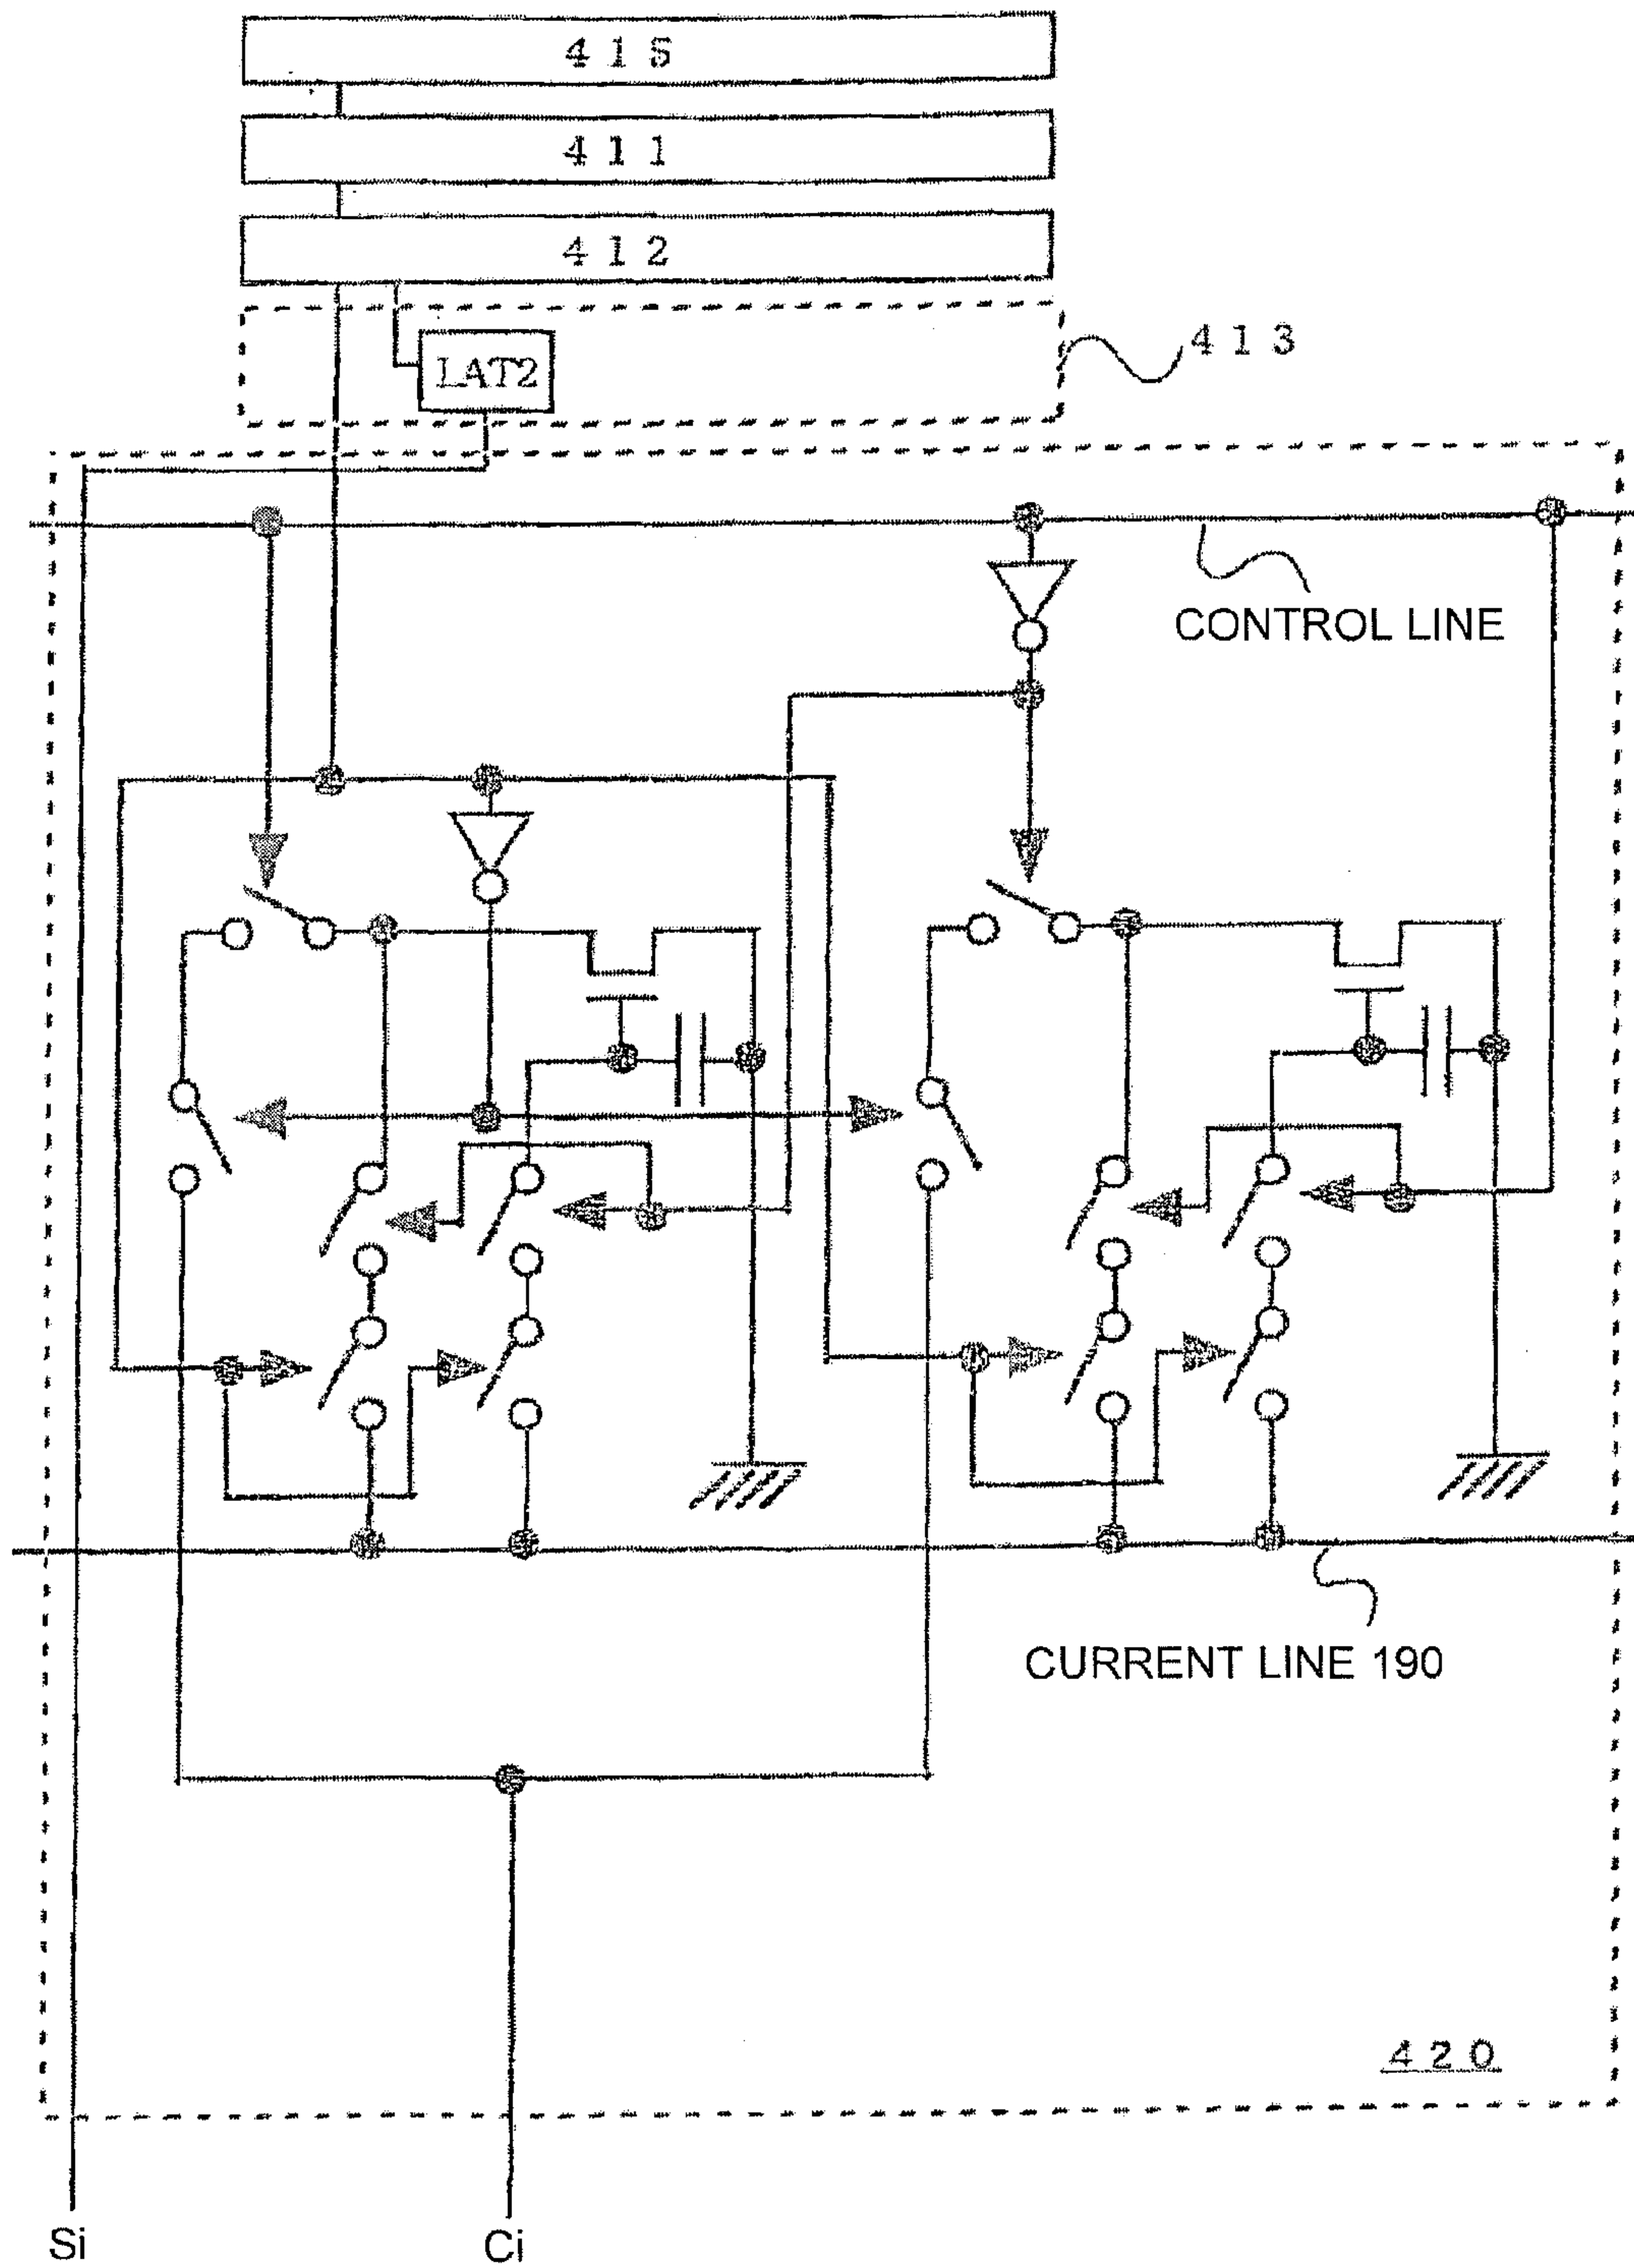 415
411
412
LAT2
413
CONTROL LINE
CURRENT LINE 190
420
Si
Ci